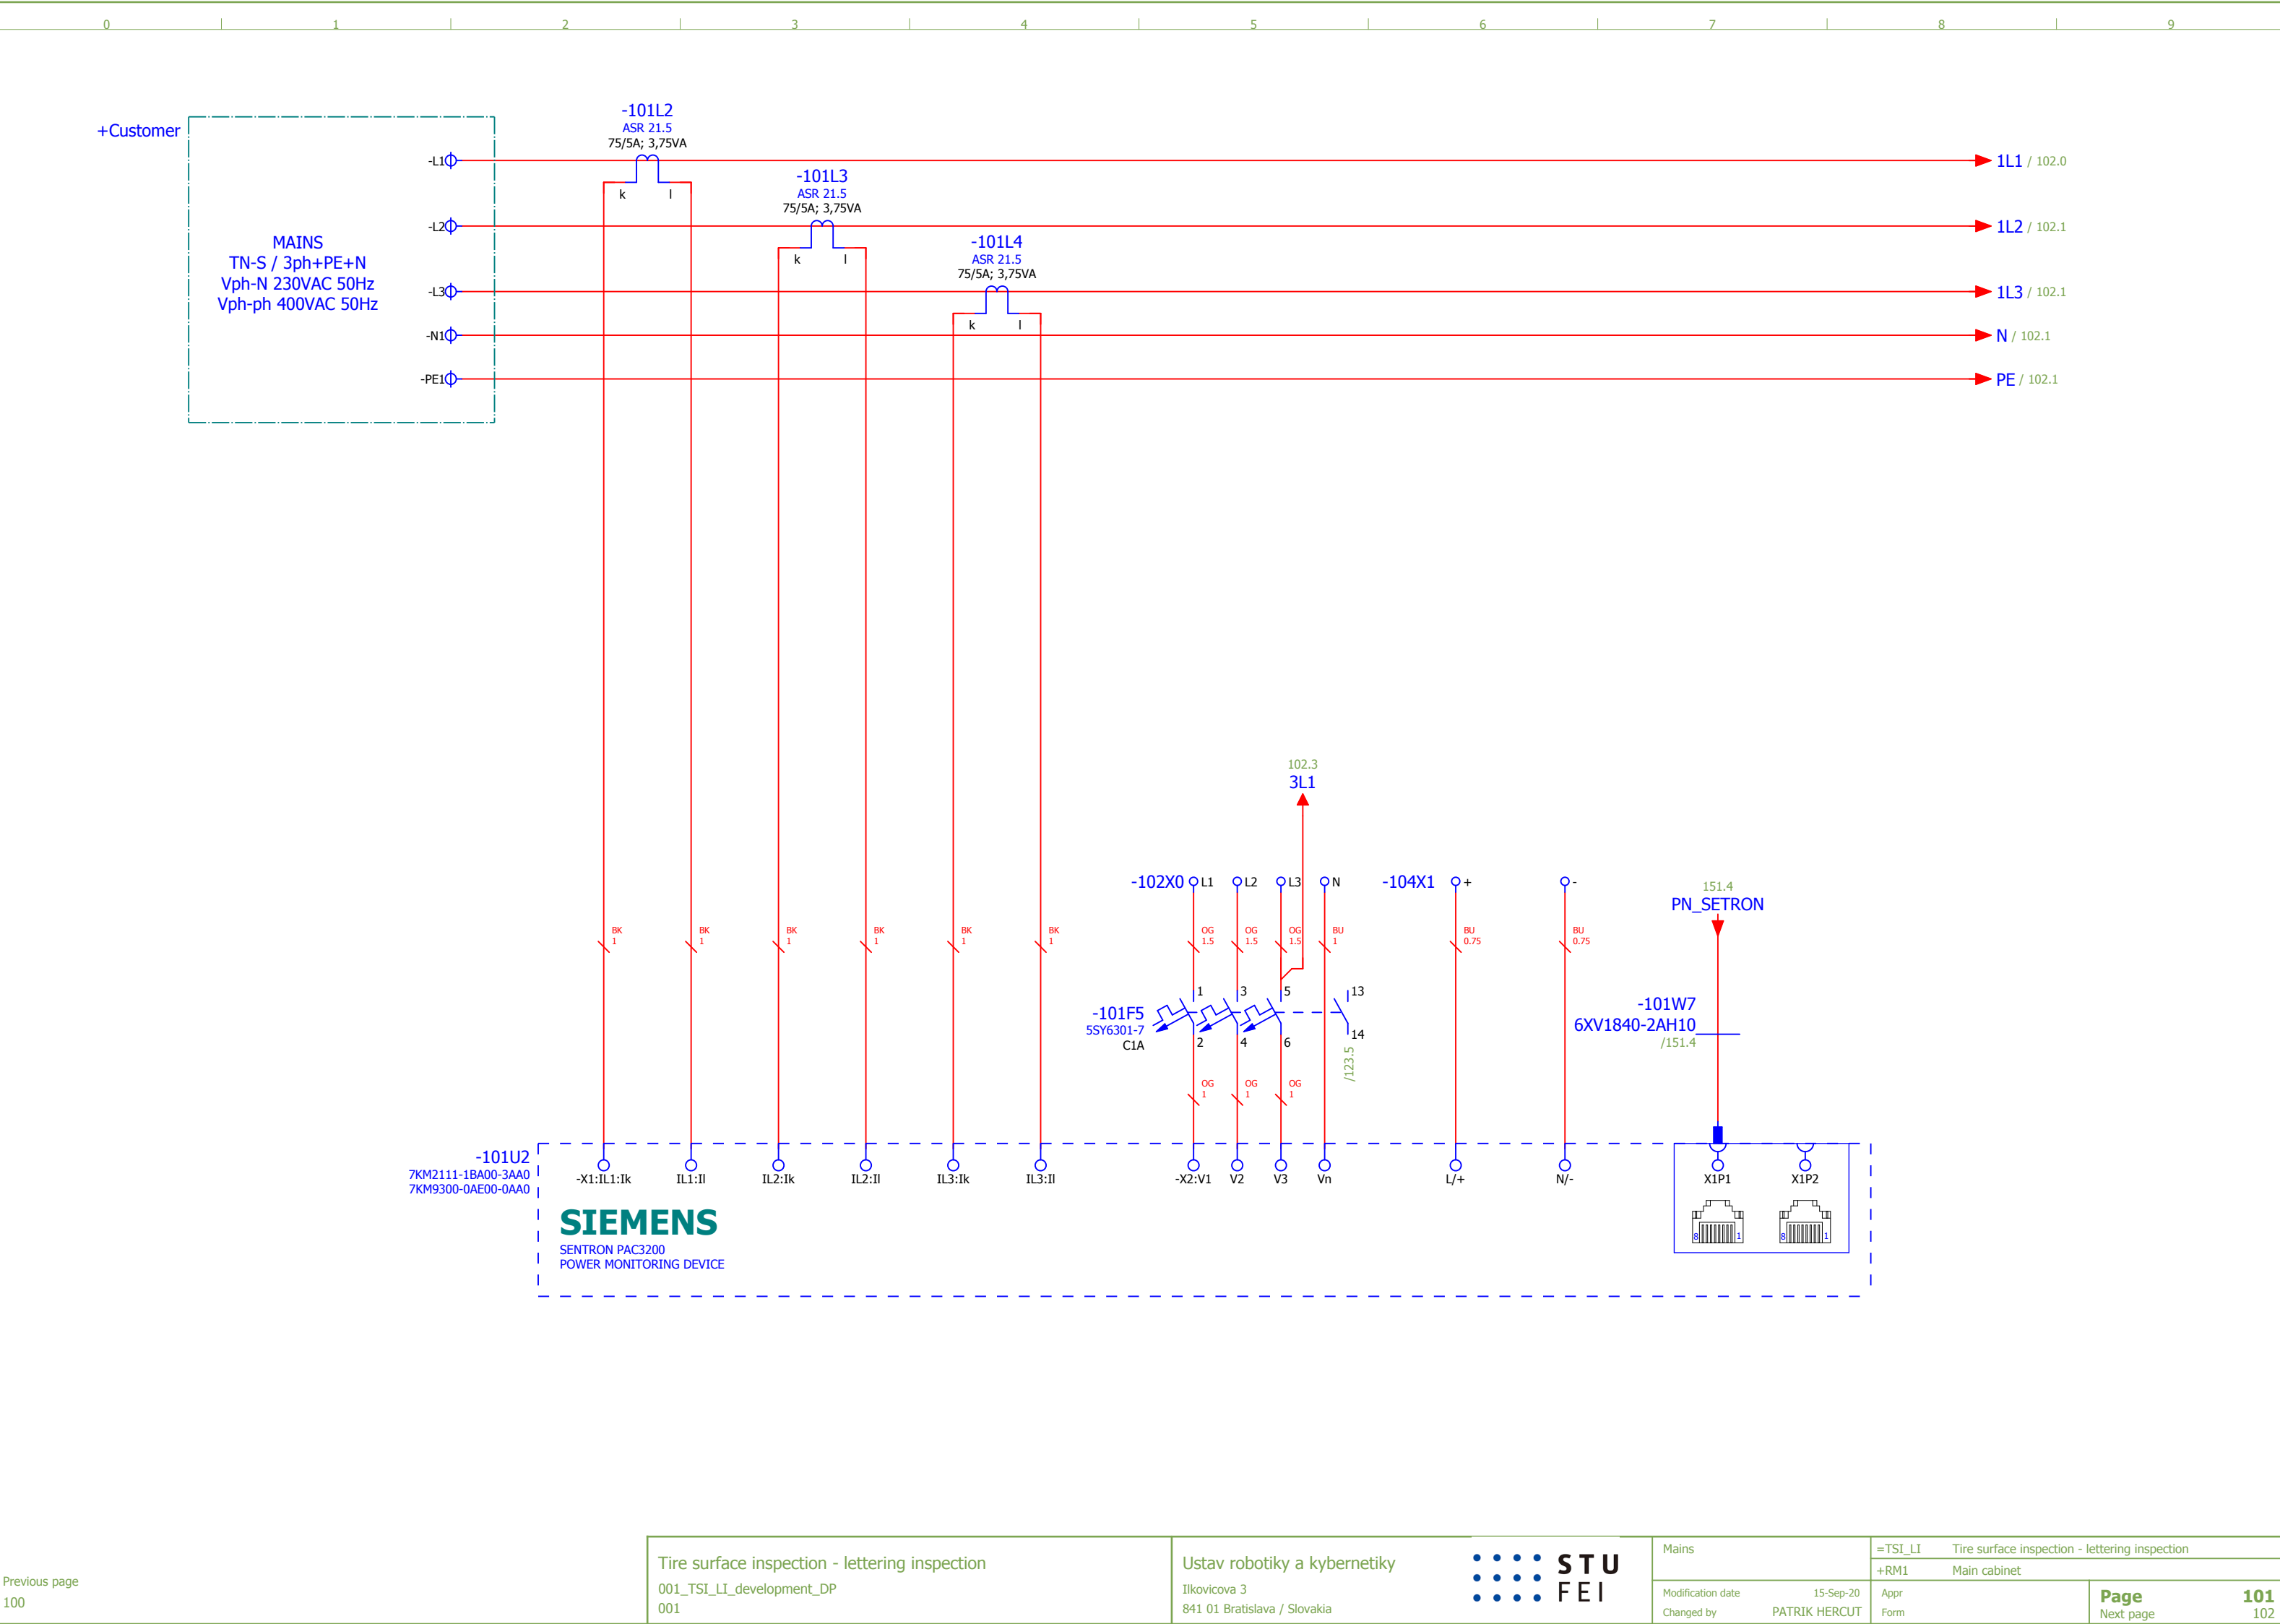 0 1 2 3 4 5 6 7 8 9
+Customer
MAINS
TN-S / 3ph+PE+N
Vph-N 230VAC 50Hz
Vph-ph 400VAC 50Hz
-L1
-L2
-L3
-N1
-PE1
-101L2
ASR 21.5
75/5A; 3,75VA
k l
-101L3
ASR 21.5
75/5A; 3,75VA
k l
-101L4
ASR 21.5
75/5A; 3,75VA
k l
1L1 / 102.0
1L2 / 102.1
1L3 / 102.1
N / 102.1
PE / 102.1
102.3
3L1
-102X0 L1 L2 L3 N
-104X1 + -
151.4
PN_SETRON
BK BK BK BK BK BK OG OG OG BU BU BU
1 1 1 1 1 1 1.5 1.5 1.5 1 0.75 0.75
1 3 5 13
-101F5
5SY6301-7
C1A
2 4 6 14
/123.5
-101W7
6XV1840-2AH10
/151.4
OG OG OG
1 1 1
-101U2
7KM2111-1BA00-3AA0
7KM9300-0AE00-0AA0
-X1:IL1:Ik IL1:Il IL2:Ik IL2:Il IL3:Ik IL3:Il -X2:V1 V2 V3 Vn L/+ N/- X1P1 X1P2
8 1 8 1
SIEMENS
SENTRON PAC3200
POWER MONITORING DEVICE
Previous page
100
Tire surface inspection - lettering inspection
001_TSI_LI_development_DP
001
Ustav robotiky a kybernetiky
Ilkovicova 3
841 01 Bratislava / Slovakia
STU
FEI
Mains
Modification date 15-Sep-20
Changed by PATRIK HERCUT
=TSI_LI Tire surface inspection - lettering inspection
+RM1 Main cabinet
Appr
Form
Page 101
Next page 102